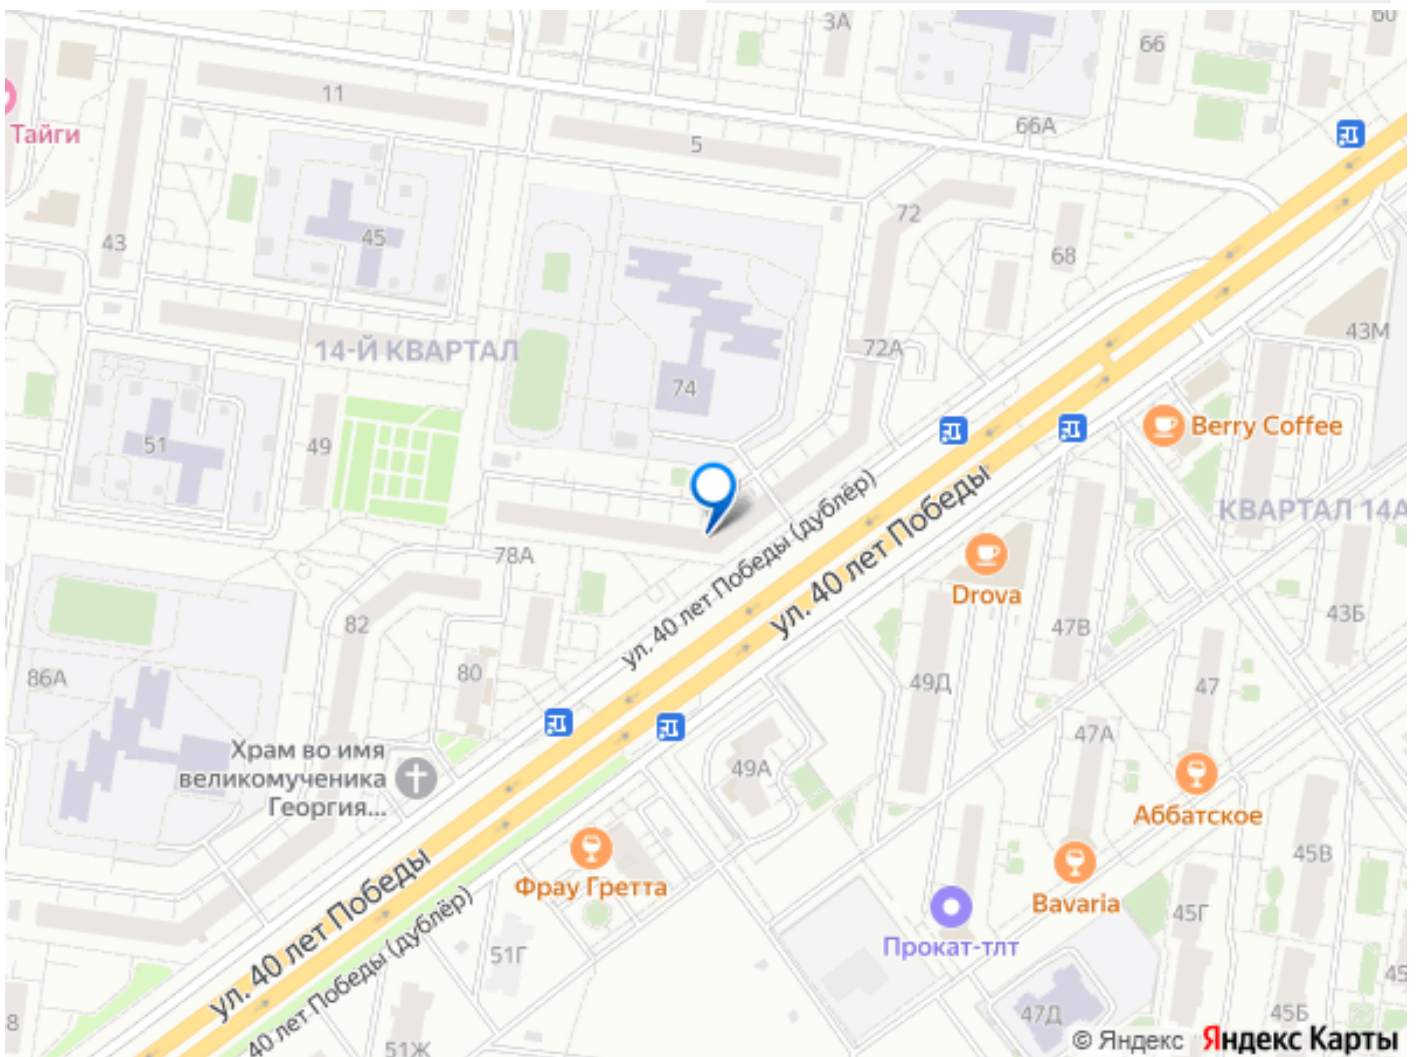 3А
60
66
11
Тайги
66А
5
72
45
43
68
43М
14-Й КВАРТАЛ
72А
74
Berry Coffee
51
49
КВАРТАЛ 14А
ул. 40 лет Победы (дублёр)
ул. 40 лет Победы
78А
Drova
82
47В
43Б
86А
80
49Д
47
Храм во имя
великомученика
Георгия...
47А
49А
Аббатское
45В
Фрау Гретта
Bavaria
45Г
ул. 40 лет Победы
40 лет Победы (дублёр)
Прокат-тлт
51Г
45
8
47Д
45Б
51Ж
© Яндекс Яндекс Карты